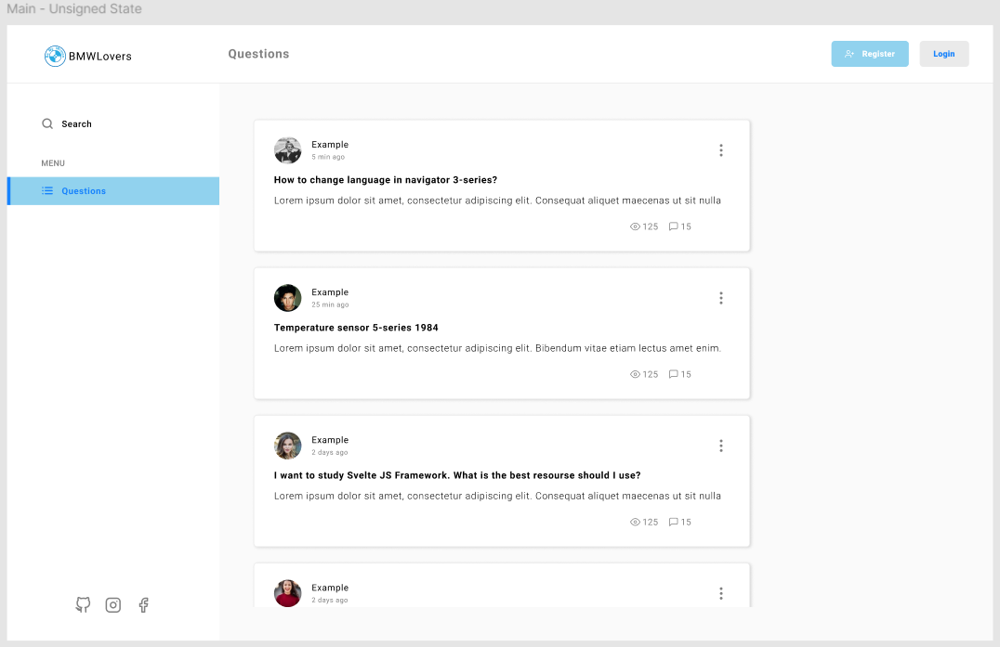 Main - Unsigned State
BMWLovers
Questions
Register
Login
Search
MENU
Questions
Example
5 min ago
How to change language in navigator 3-series?
Lorem ipsum dolor sit amet, consectetur adipiscing elit. Consequat aliquet maecenas ut sit nulla
125
15
Example
25 min ago
Temperature sensor 5-series 1984
Lorem ipsum dolor sit amet, consectetur adipiscing elit. Bibendum vitae etiam lectus amet enim.
125
15
Example
2 days ago
I want to study Svelte JS Framework. What is the best resourse should I use?
Lorem ipsum dolor sit amet, consectetur adipiscing elit. Consequat aliquet maecenas ut sit nulla
125
15
Example
2 days ago